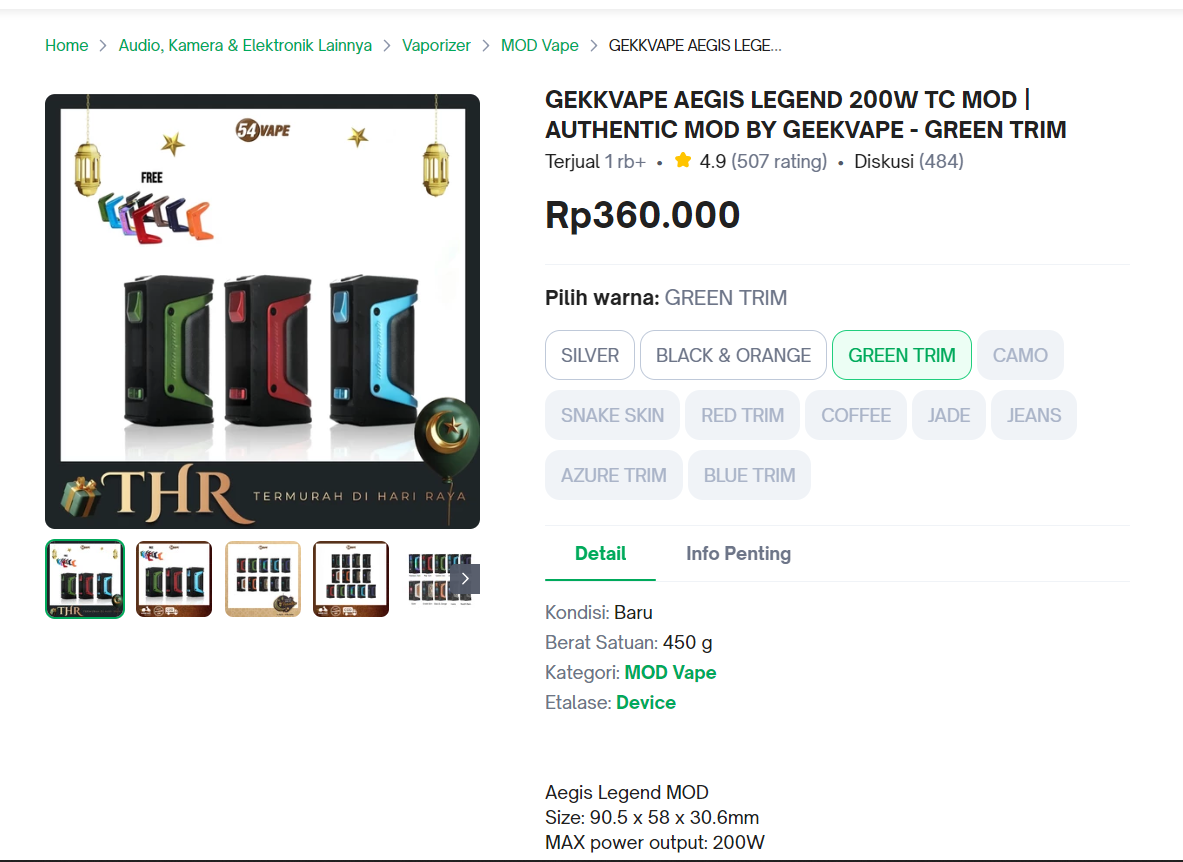 Home > Audio, Kamera & Elektronik Lainnya > Vaporizer > MOD Vape > GEKKVAPE AEGIS LEGE...
54 VAPE
FREE
THR TERMURAH DI HARI RAYA
GEKKVAPE AEGIS LEGEND 200W TC MOD |
AUTHENTIC MOD BY GEEKVAPE - GREEN TRIM
Terjual 1 rb+ • 4.9 (507 rating) • Diskusi (484)
Rp360.000
Pilih warna: GREEN TRIM
SILVER BLACK & ORANGE GREEN TRIM CAMO
SNAKE SKIN RED TRIM COFFEE JADE JEANS
AZURE TRIM BLUE TRIM
Detail Info Penting
Kondisi: Baru
Berat Satuan: 450 g
Kategori: MOD Vape
Etalase: Device
Aegis Legend MOD
Size: 90.5 x 58 x 30.6mm
MAX power output: 200W